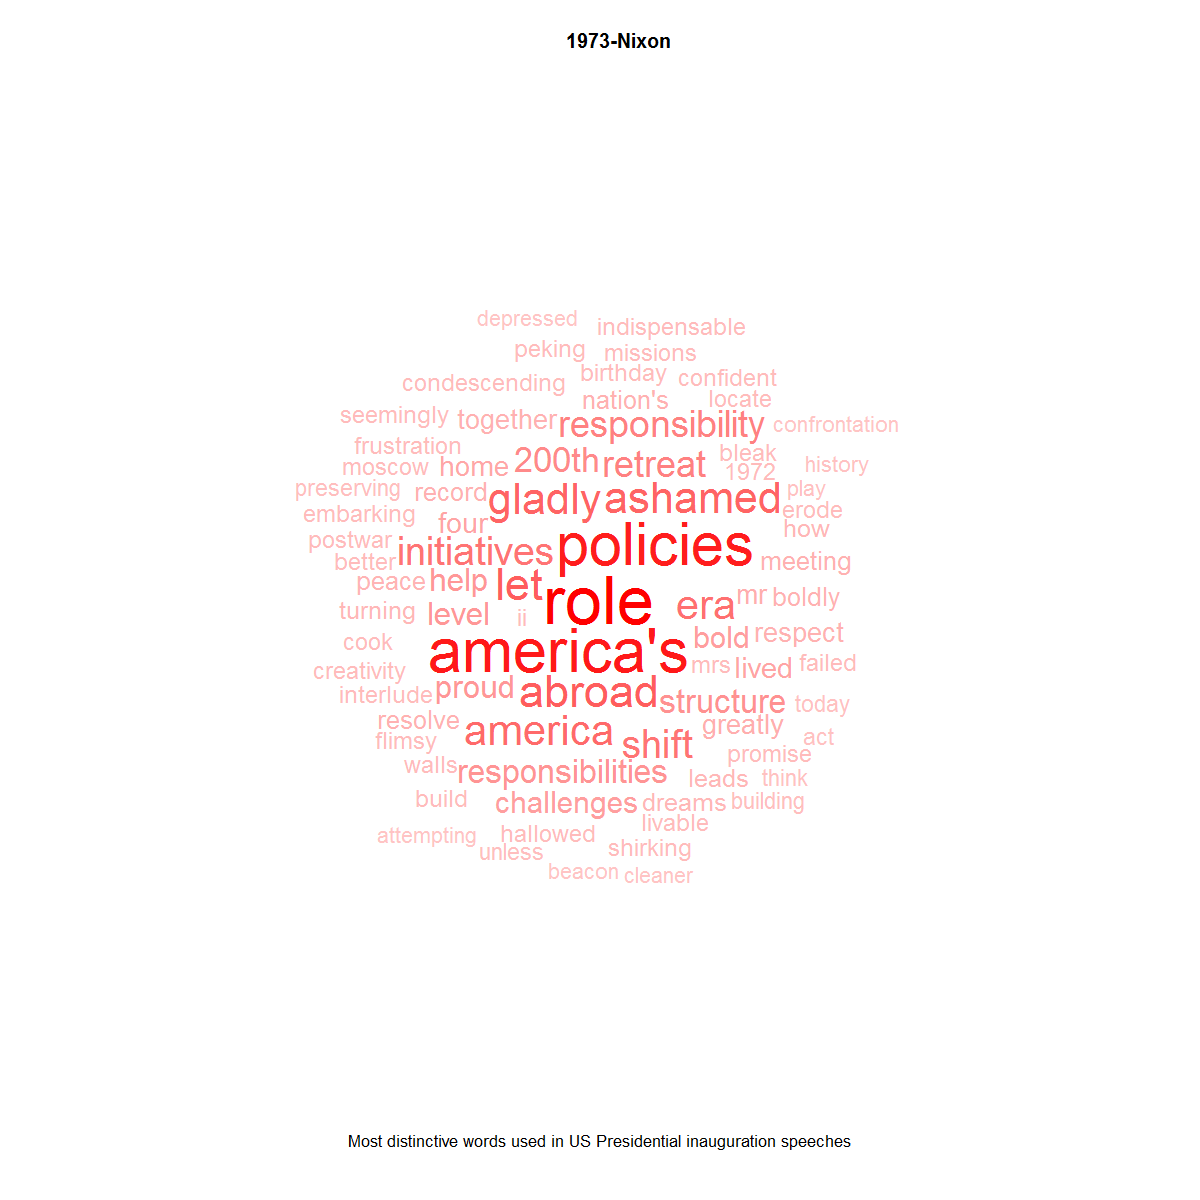 1973-Nixon
depressed
indispensable
peking
missions
birthday
confident
condescending
nation's
locate
seemingly
together
responsibility
confrontation
frustration
bleak
moscow
home
200th
retreat
1972
history
preserving
record
gladly
ashamed
play
embarking
four
erode
how
postwar
initiatives
policies
better
meeting
peace
help
let
role
era
mr
boldly
turning
level
ii
cook
america's
bold
respect
creativity
mrs
lived
failed
interlude
proud
abroad
structure
today
resolve
america
greatly
flimsy
shift
act
walls
responsibilities
promise
leads
think
build
challenges
dreams
building
livable
attempting
hallowed
unless
shirking
beacon
cleaner
Most distinctive words used in US Presidential inauguration speeches